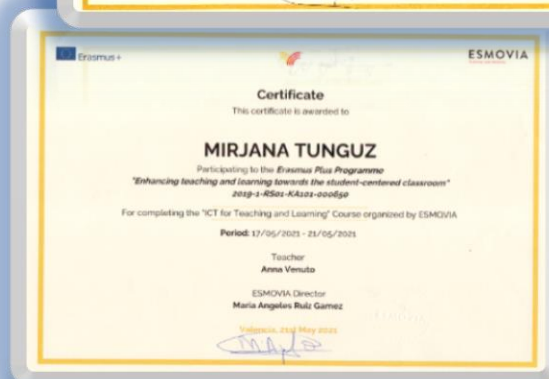 Erasmus+
ESMOVIA
Certificate
This certificate is awarded to
MIRJANA TUNGUZ
Participating to the Erasmus Plus Programme
"Enhancing teaching and learning towards the student-centered classroom"
2019-1-RS01-KA101-000650
For completing the "ICT for Teaching and Learning" Course organized by ESMOVIA
Period: 17/05/2021 - 21/05/2021
Teacher
Anna Venuto
ESMOVIA Director
Maria Angeles Ruiz Gamez
Valencia, 21st May 2021